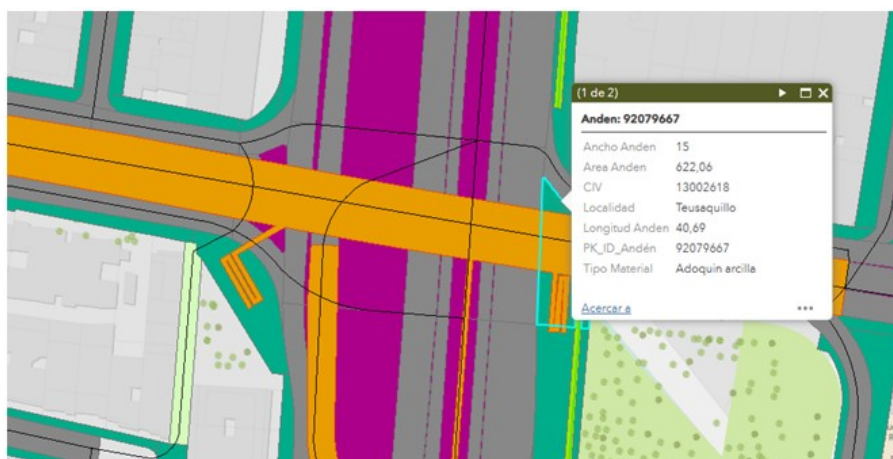 (1 de 2)
Anden: 92079667
Ancho Anden 15
Area Anden 622,06
CIV 13002618
Localidad Teusaquillo
Longitud Anden 40,69
PK_ID_Andén 92079667
Tipo Material Adoquin arcilla
Acercar a